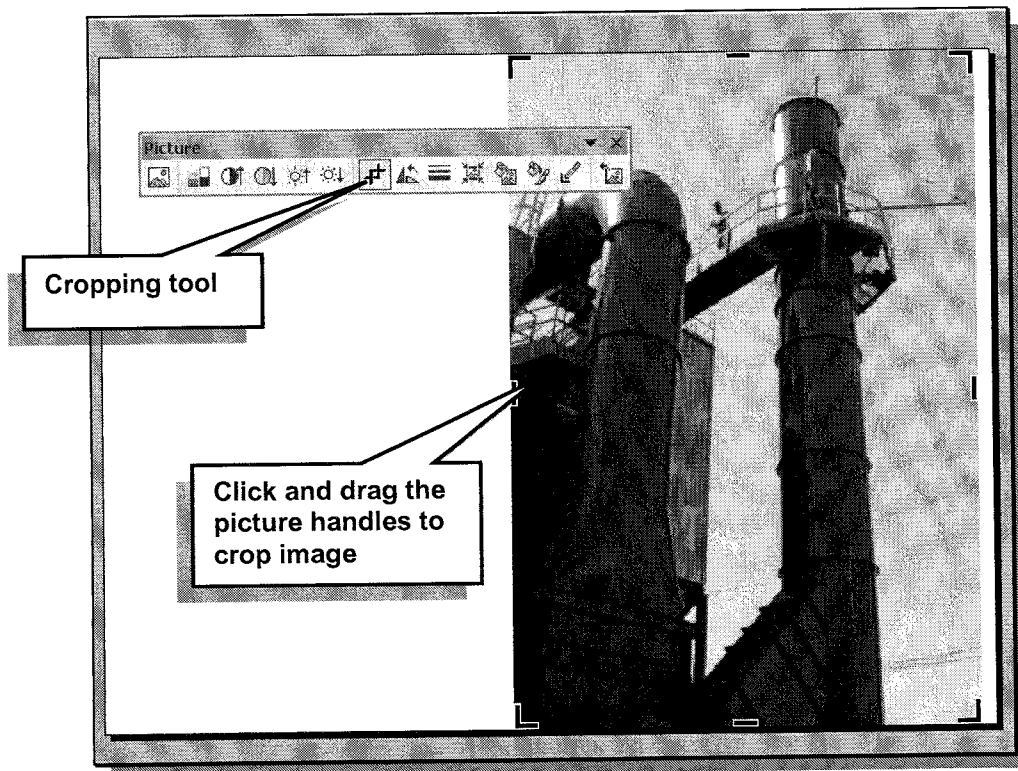 Picture
Cropping tool
Click and drag the
picture handles to
crop image